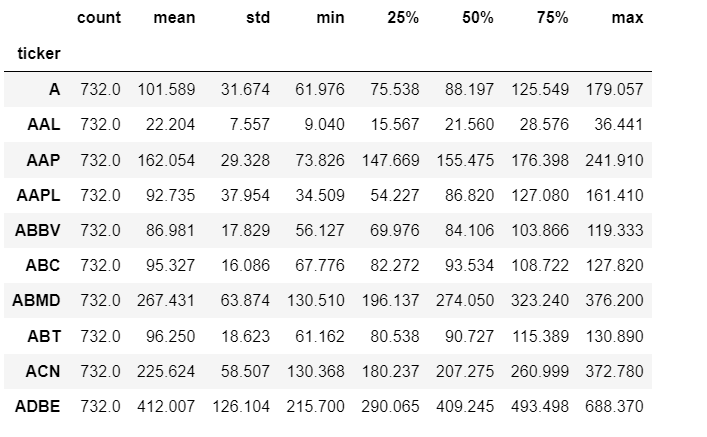 count mean std min 25% 50% 75% max
ticker
A 732.0 101.589 31.674 61.976 75.538 88.197 125.549 179.057
AAL 732.0 22.204 7.557 9.040 15.567 21.560 28.576 36.441
AAP 732.0 162.054 29.328 73.826 147.669 155.475 176.398 241.910
AAPL 732.0 92.735 37.954 34.509 54.227 86.820 127.080 161.410
ABBV 732.0 86.981 17.829 56.127 69.976 84.106 103.866 119.333
ABC 732.0 95.327 16.086 67.776 82.272 93.534 108.722 127.820
ABMD 732.0 267.431 63.874 130.510 196.137 274.050 323.240 376.200
ABT 732.0 96.250 18.623 61.162 80.538 90.727 115.389 130.890
ACN 732.0 225.624 58.507 130.368 180.237 207.275 260.999 372.780
ADBE 732.0 412.007 126.104 215.700 290.065 409.245 493.498 688.370